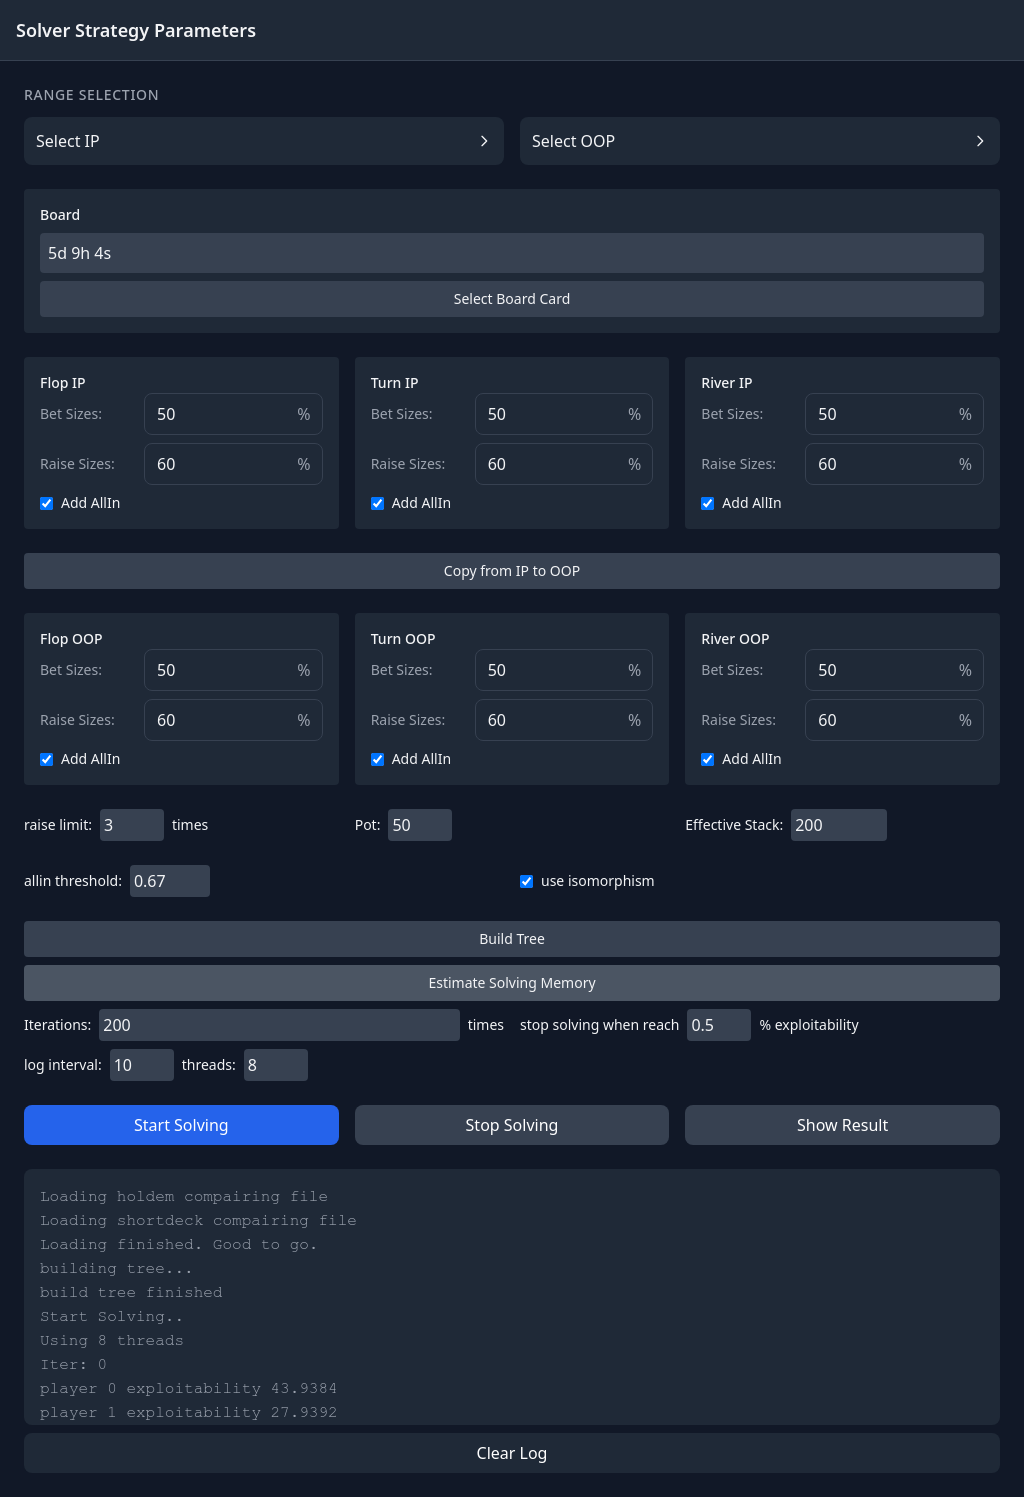 Solver Strategy Parameters
RANGE SELECTION
Select IP
Select OOP
Board
5d 9h 4s
Select Board Card
Flop IP
Bet Sizes: 50 %
Raise Sizes: 60 %
Add AllIn
Turn IP
Bet Sizes: 50 %
Raise Sizes: 60 %
Add AllIn
River IP
Bet Sizes: 50 %
Raise Sizes: 60 %
Add AllIn
Copy from IP to OOP
Flop OOP
Bet Sizes: 50 %
Raise Sizes: 60 %
Add AllIn
Turn OOP
Bet Sizes: 50 %
Raise Sizes: 60 %
Add AllIn
River OOP
Bet Sizes: 50 %
Raise Sizes: 60 %
Add AllIn
raise limit: 3 times
Pot: 50
Effective Stack: 200
allin threshold: 0.67
use isomorphism
Build Tree
Estimate Solving Memory
Iterations: 200 times
stop solving when reach 0.5 % exploitability
log interval: 10 threads: 8
Start Solving
Stop Solving
Show Result
Loading holdem compairing file
Loading shortdeck compairing file
Loading finished. Good to go.
building tree...
build tree finished
Start Solving..
Using 8 threads
Iter: 0
player 0 exploitability 43.9384
player 1 exploitability 27.9392
Clear Log